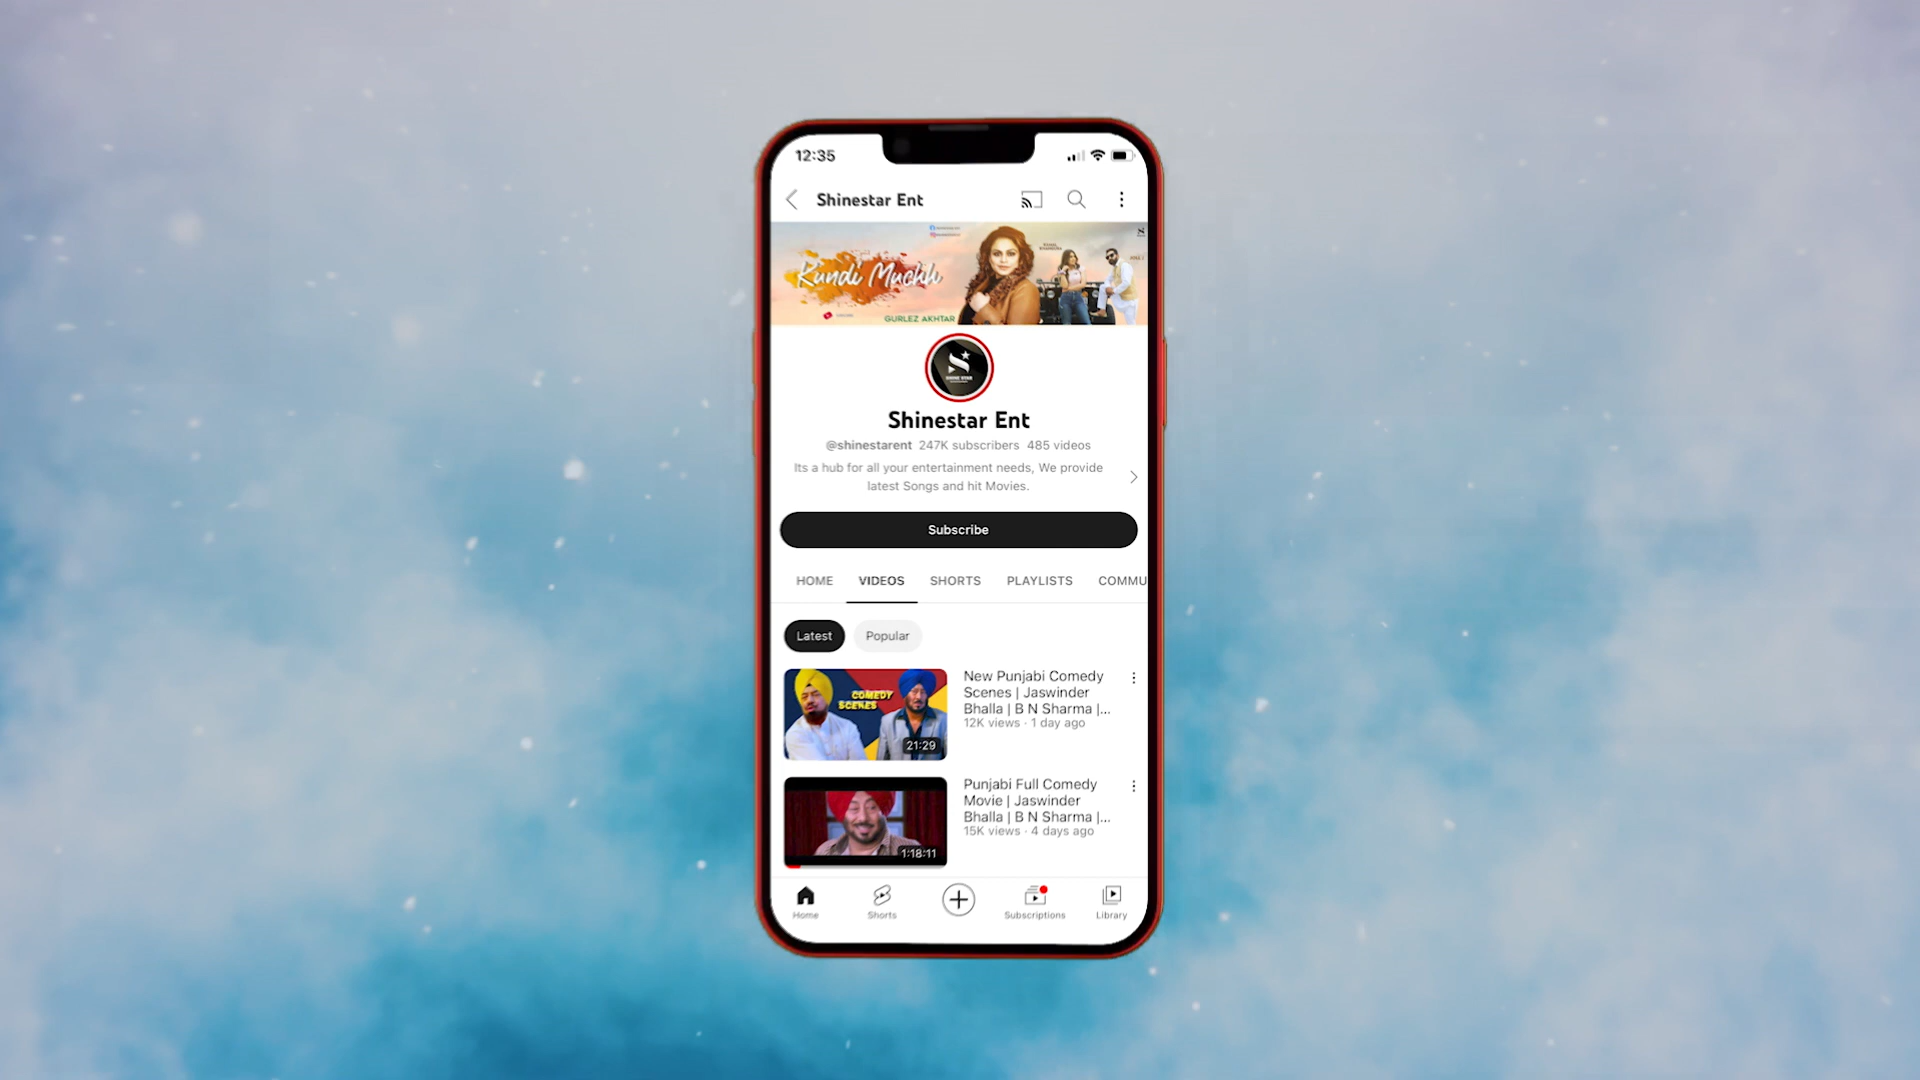 12:35
Shinestar Ent
Kundi Muchh
GURLEZ AKHTAR
SHINE STAR
Shinestar Ent
@shinestarent 247K subscribers 485 videos
Its a hub for all your entertainment needs, We provide
latest Songs and hit Movies.
Subscribe
HOME VIDEOS SHORTS PLAYLISTS COMMU
Latest Popular
COMEDY
SCENES
21:29
New Punjabi Comedy
Scenes | Jaswinder
Bhalla | B N Sharma |...
12K views · 1 day ago
1:18:11
Punjabi Full Comedy
Movie | Jaswinder
Bhalla | B N Sharma |...
15K views · 4 days ago
Home Shorts Subscriptions Library